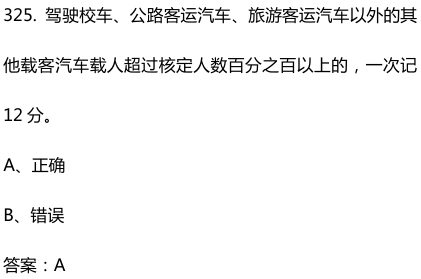 325. 驾驶校车、公路客运汽车、旅游客运汽车以外的其
他载客汽车载人超过核定人数百分之百以上的，一次记
12 分。
A、正确
B、错误
答案：A